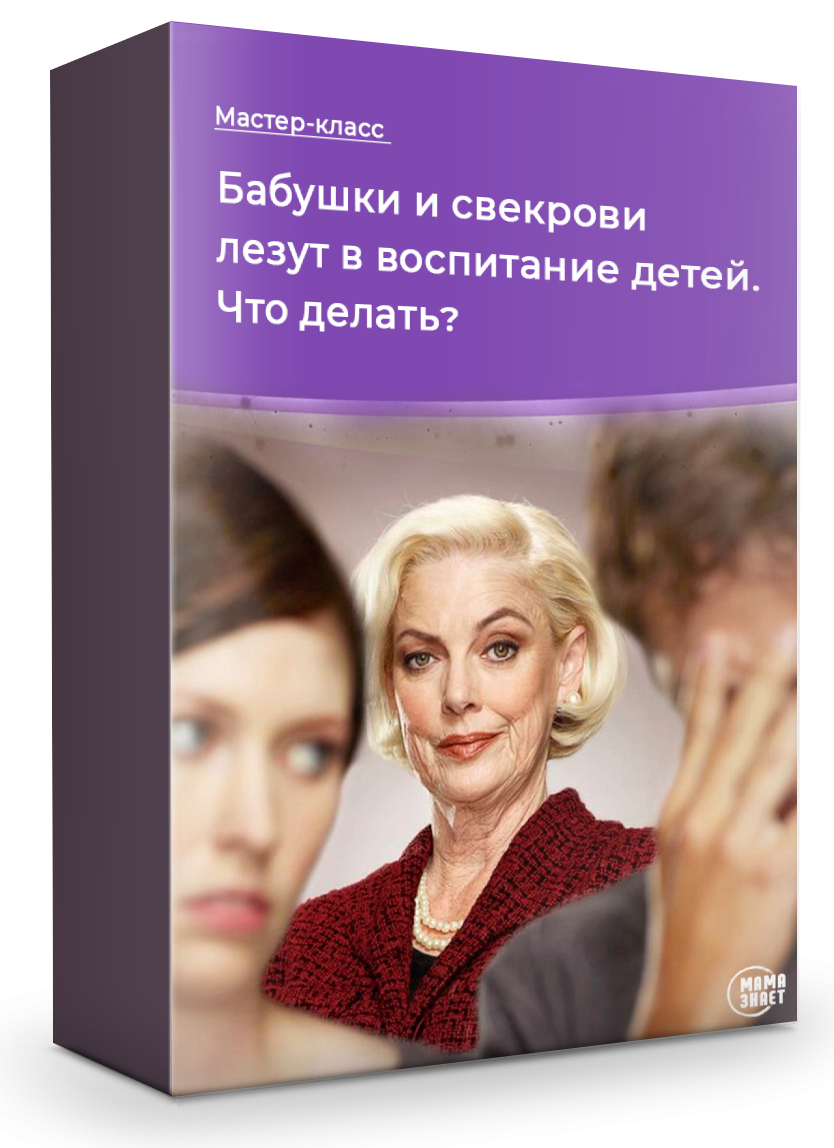 Мастер-класс
Бабушки и свекрови
лезут в воспитание детей.
Что делать?
МАМА
ЗНАЕТ